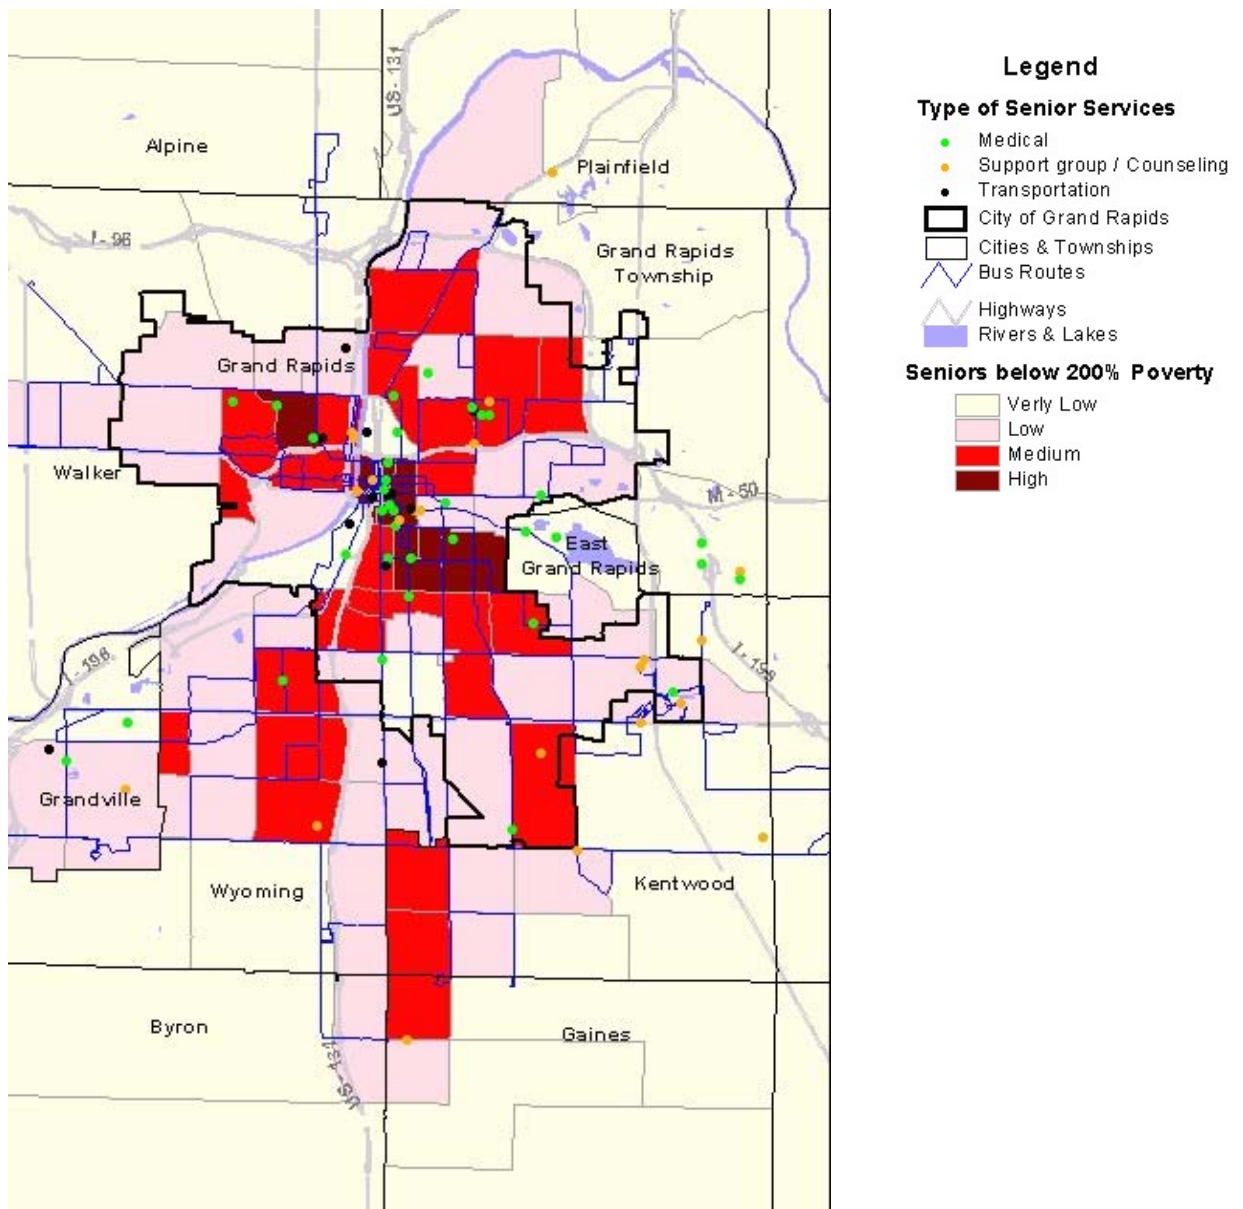 Legend
Type of Senior Services
Medical
Support group / Counseling
Transportation
City of Grand Rapids
Cities & Townships
Bus Routes
Highways
Rivers & Lakes
Seniors below 200% Poverty
Verly Low
Low
Medium
High
US-131
Alpine
Plainfield
I-96
Grand Rapids
Township
Grand Rapids
Walker
M-50
East
Grand Rapids
I-196
I-196
Grandville
Wyoming
Kentwood
Byron
Gaines
US-131